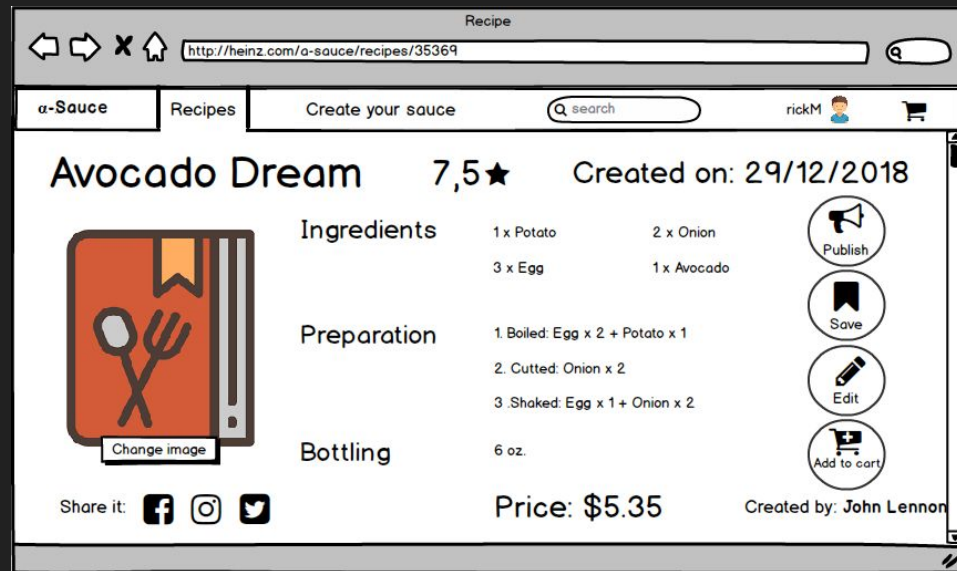 Recipe
http://heinz.com/a-sauce/recipes/35369
α-Sauce Recipes Create your sauce search rickM
Avocado Dream 7,5★ Created on: 29/12/2018
Ingredients 1 x Potato 2 x Onion
3 x Egg 1 x Avocado
Publish
Save
Preparation 1. Boiled: Egg x 2 + Potato x 1
2. Cutted: Onion x 2
3 .Shaked: Egg x 1 + Onion x 2
Edit
Change image
Bottling 6 oz.
Add to cart
Share it: Price: $5.35 Created by: John Lennon